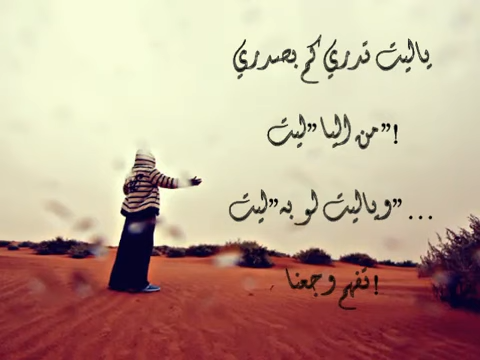 ياليت تدري كم بصدري
من اليا"ليت"!
وياليت لو به"ليت" ...
تفهم وجعنا!